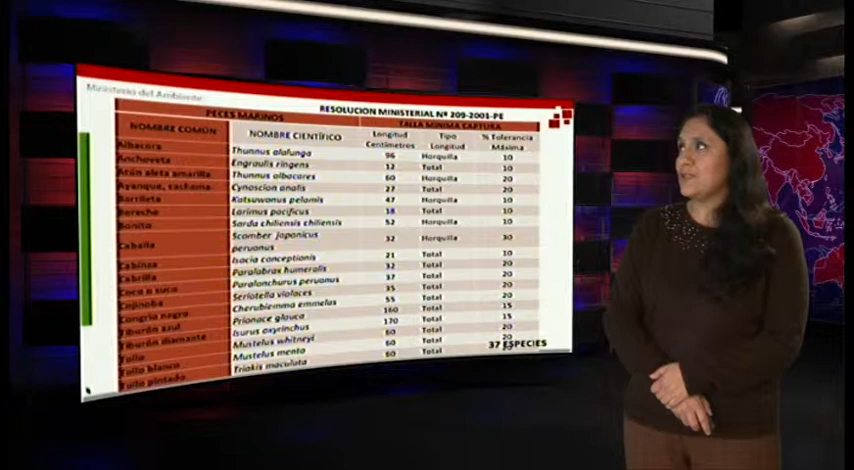 Ministerio del Ambiente
RESOLUCION MINISTERIAL Nº 209-2001-PE
PECES MARINOS TALLA MINIMA CAPTURA
NOMBRE COMÚN NOMBRE CIENTÍFICO Longitud Centímetros Tipo Longitud % Tolerancia Máxima
Albacora Thunnus alalunga 96 Horquilla 10
Anchoveta Engraulis ringens 12 Total 10
Atún aleta amarilla Thunnus albacares 60 Horquilla 20
Ayanque, cachema Cynoscion analis 27 Total 20
Barrilete Katsuwonus pelamis 47 Horquilla 10
Bereche Larimus pacificus 18 Total 10
Bonito Sarda chiliensis chiliensis 52 Horquilla 10
Caballa Scomber japonicus peruanus 32 Horquilla 30
Cabinza Isacia conceptionis 21 Total 10
Cabrilla Paralabrax humeralis 32 Total 20
Coco o suco Paralonchurus peruanus 37 Total 20
Cojinoba Seriolella violacea 35 Total 20
Congrio negro Cherublemma emmelas 55 Total 20
Tiburón azul Prionace glauca 160 Total 15
Tiburón diamante Isurus oxyrinchus 170 Total 15
Tollo Mustelus whitneyi 60 Total 20
Tollo blanco Mustelus mento 60 Total 20
Tollo pintado Triakis maculata 60 Total 20
37 ESPECIES